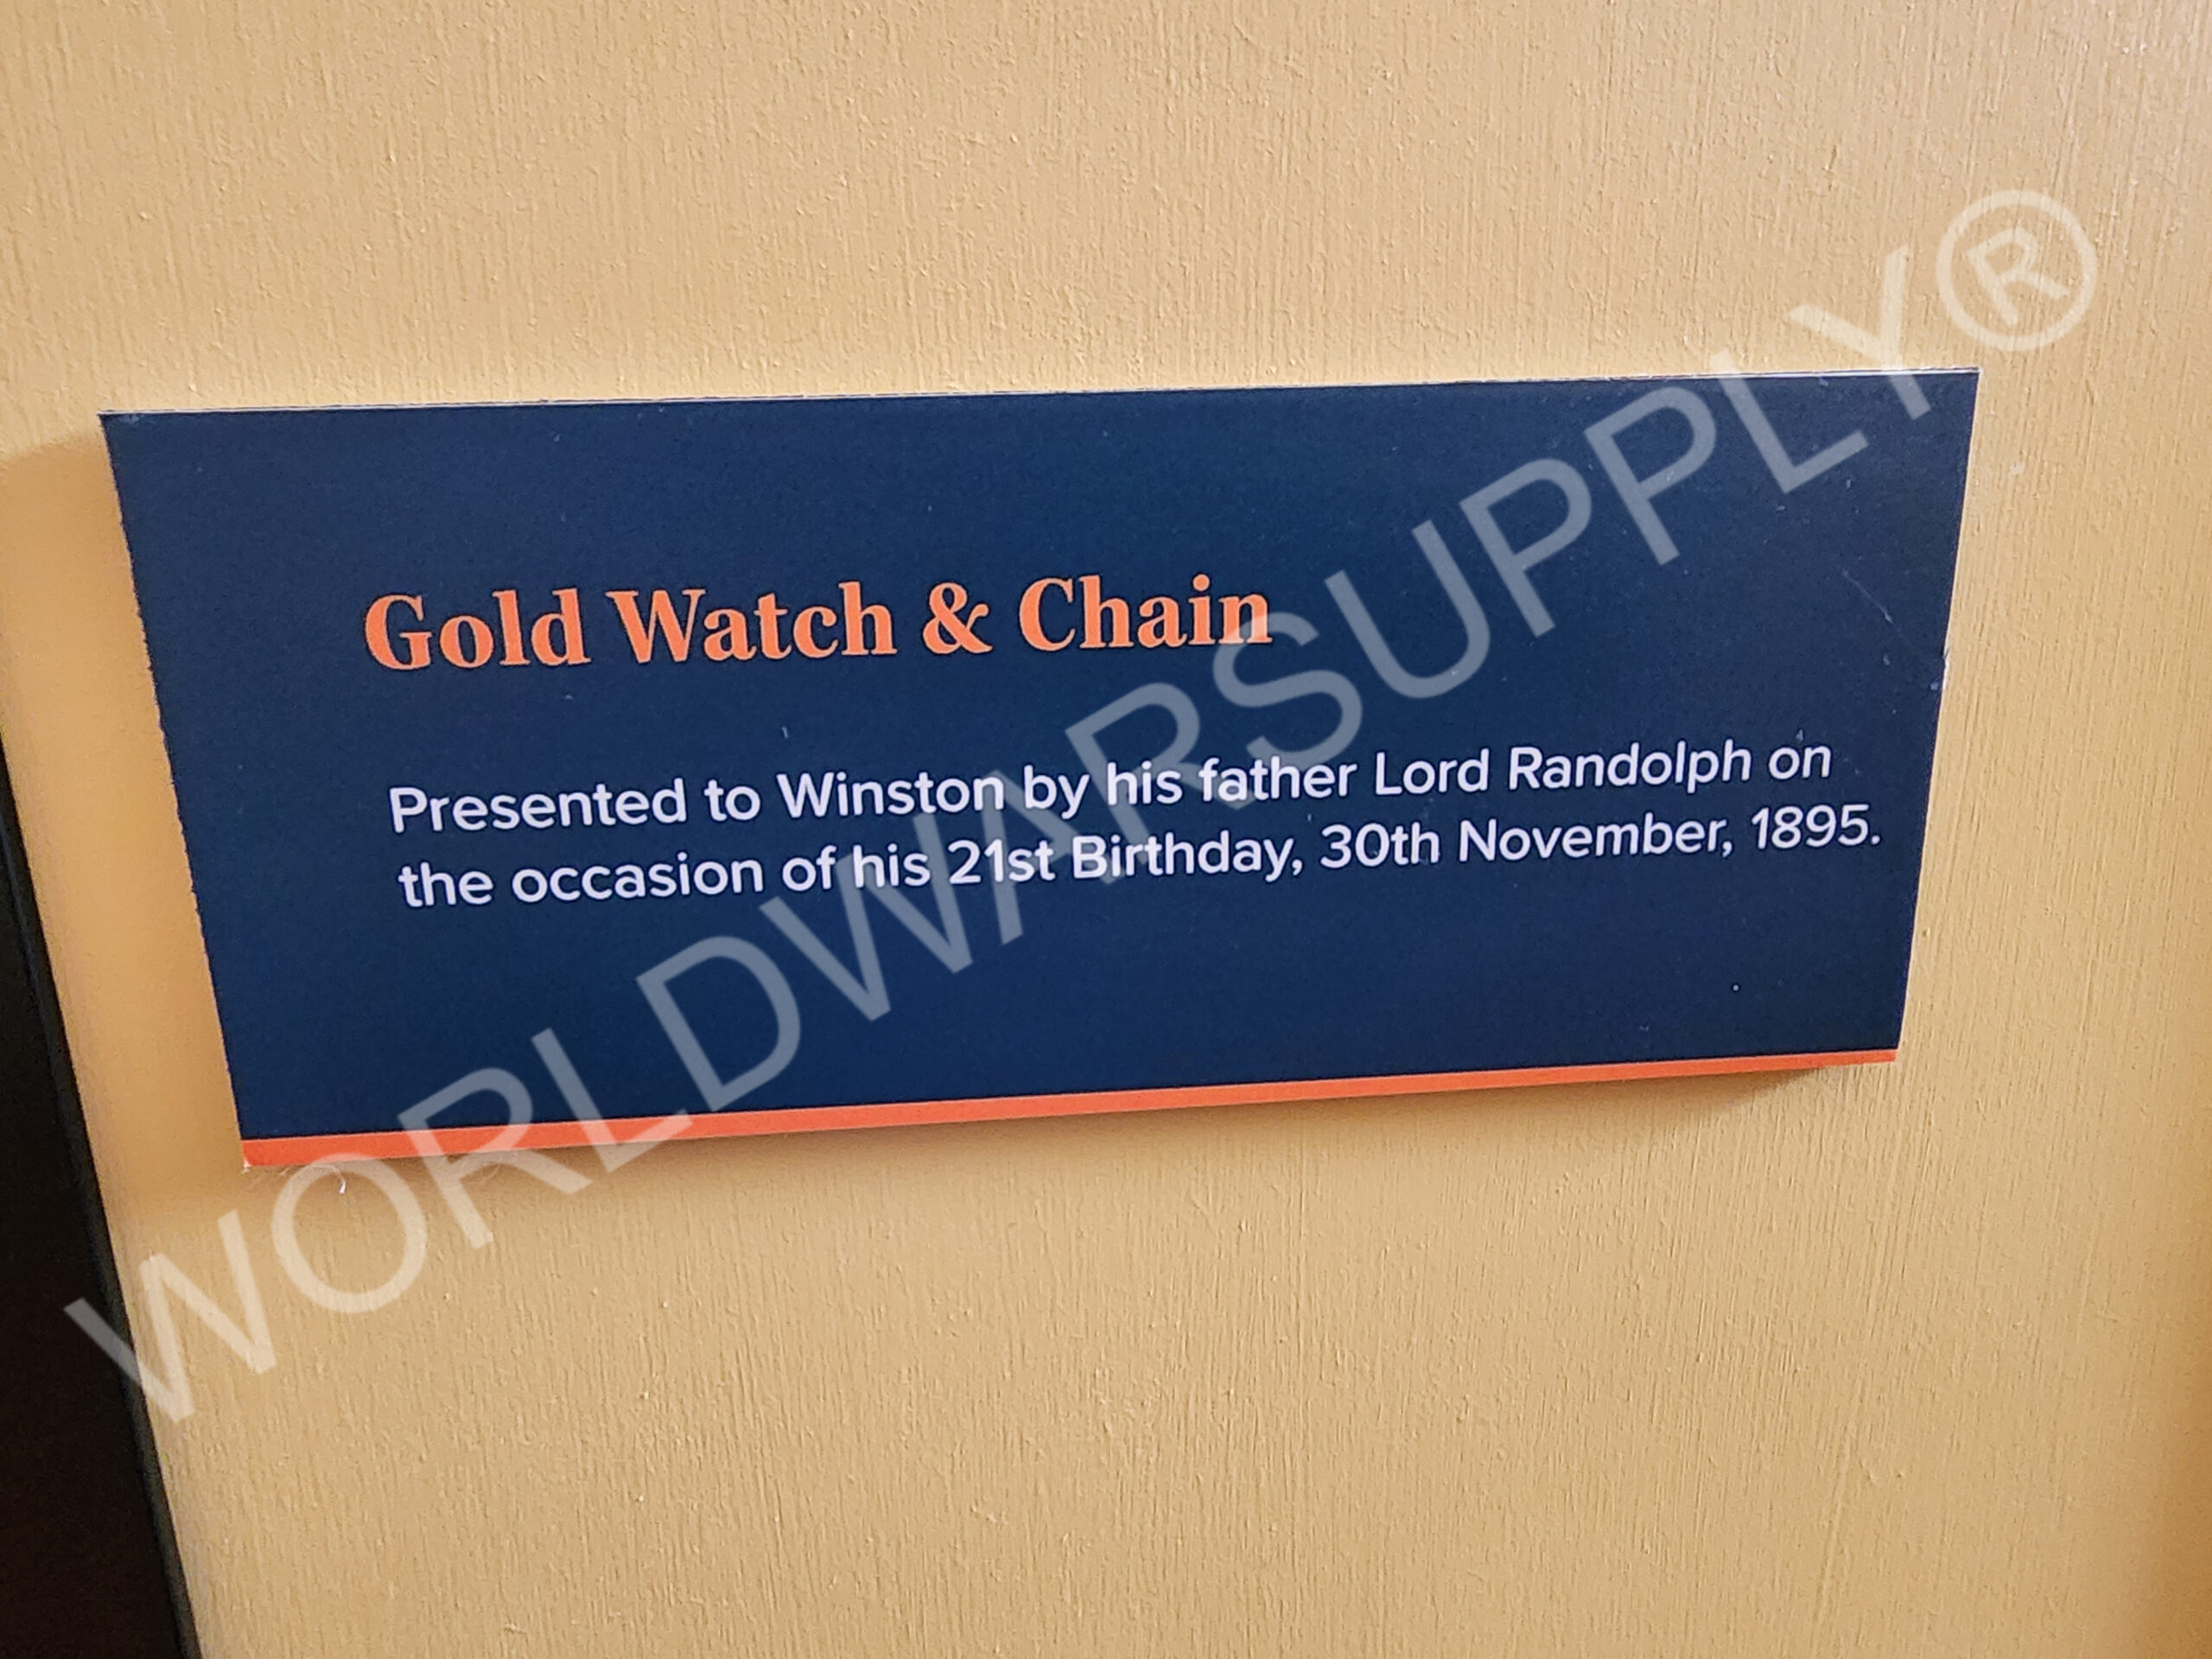 Gold Watch & Chain
Presented to Winston by his father Lord Randolph on
the occasion of his 21st Birthday, 30th November, 1895.
WORLDWARSUPPLY®